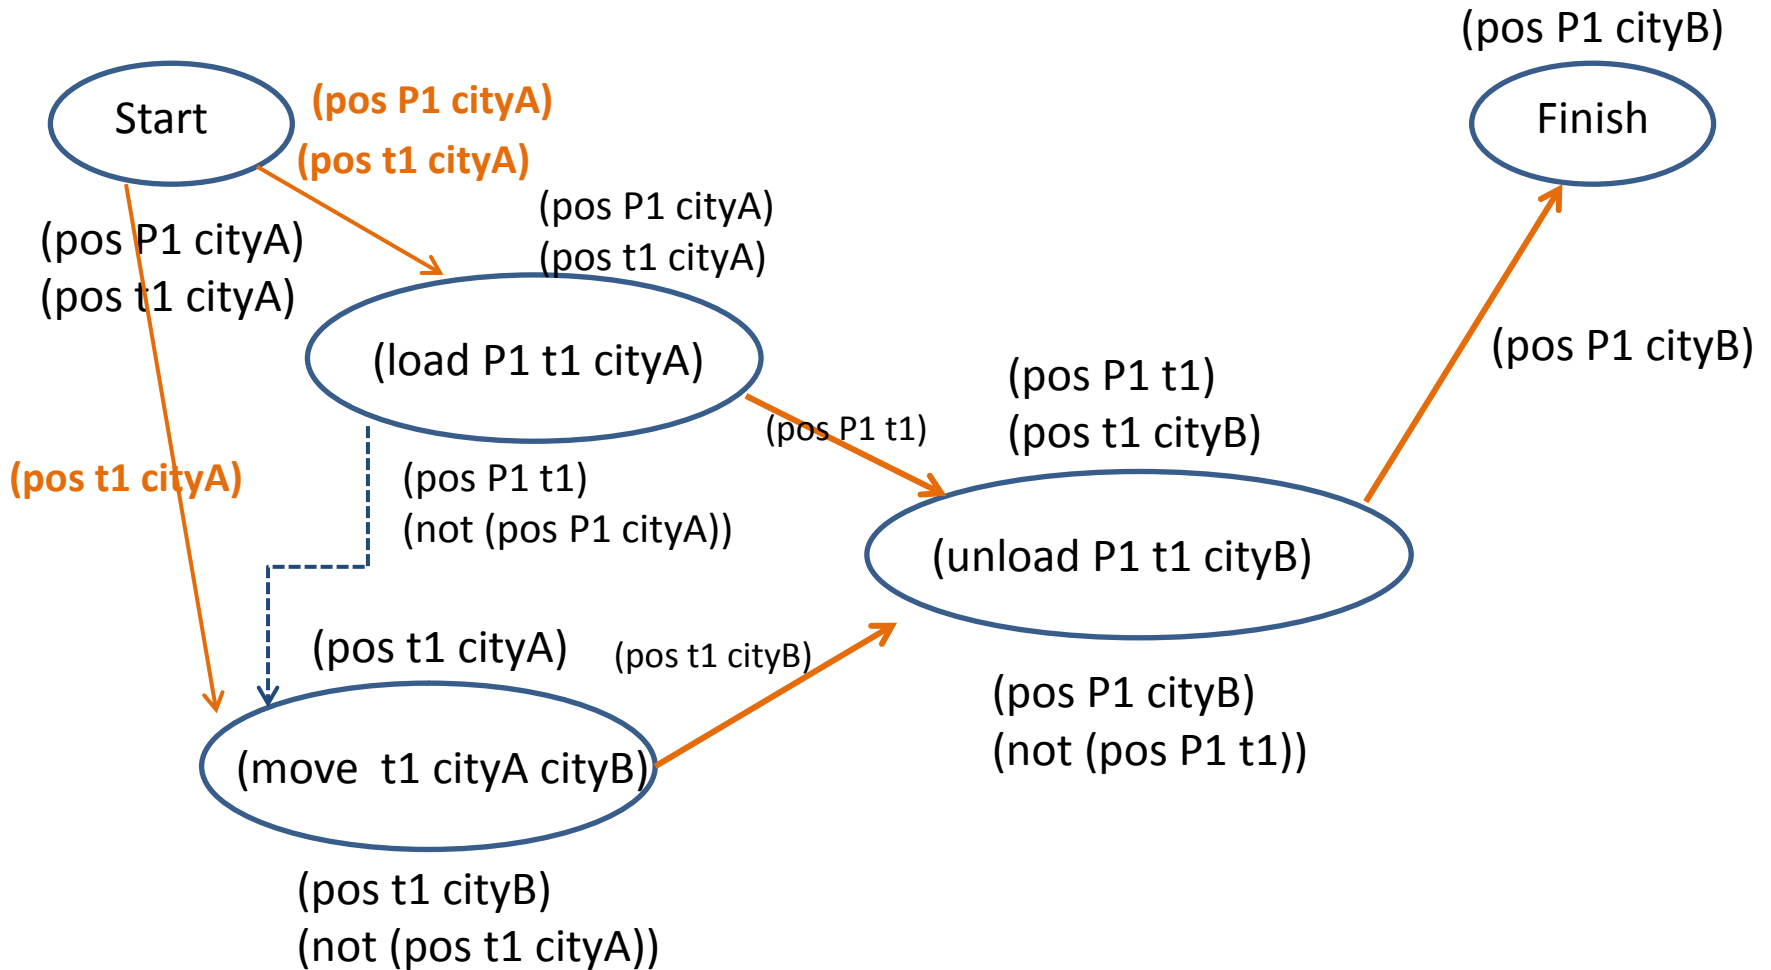 (pos P1 cityB)
Start
(pos P1 cityA)
(pos t1 cityA)
Finish
(pos P1 cityA)
(pos t1 cityA)
(pos P1 cityA)
(pos t1 cityA)
(load P1 t1 cityA)
(pos P1 cityB)
(pos P1 t1)
(pos t1 cityB)
(pos P1 t1)
(pos t1 cityA)
(pos P1 t1)
(not (pos P1 cityA))
(unload P1 t1 cityB)
(pos t1 cityA)
(pos t1 cityB)
(pos P1 cityB)
(not (pos P1 t1))
(move t1 cityA cityB)
(pos t1 cityB)
(not (pos t1 cityA))